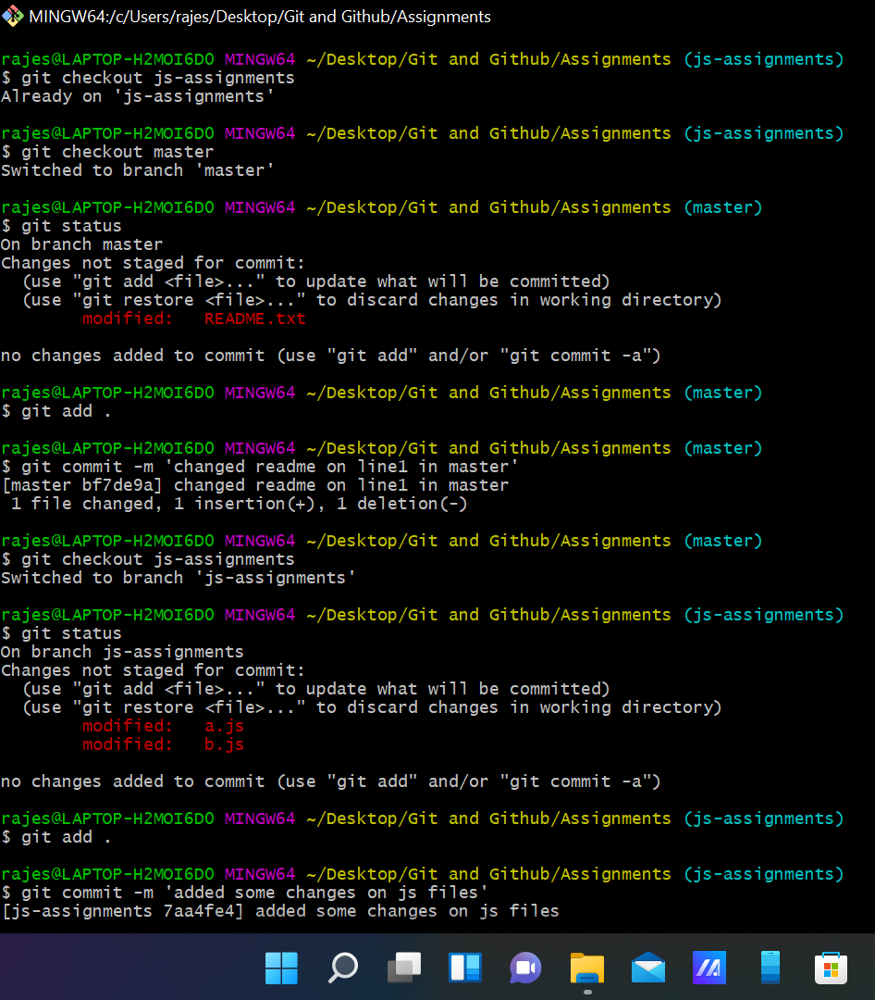 MINGW64:/c/Users/rajes/Desktop/Git and Github/Assignments
rajes@LAPTOP-H2MOI6D0 MINGW64 ~/Desktop/Git and Github/Assignments (js-assignments)
$ git checkout js-assignments
Already on 'js-assignments'
rajes@LAPTOP-H2MOI6D0 MINGW64 ~/Desktop/Git and Github/Assignments (js-assignments)
$ git checkout master
Switched to branch 'master'
rajes@LAPTOP-H2MOI6D0 MINGW64 ~/Desktop/Git and Github/Assignments (master)
$ git status
On branch master
Changes not staged for commit:
  (use "git add <file>..." to update what will be committed)
  (use "git restore <file>..." to discard changes in working directory)
        modified:   README.txt
no changes added to commit (use "git add" and/or "git commit -a")
rajes@LAPTOP-H2MOI6D0 MINGW64 ~/Desktop/Git and Github/Assignments (master)
$ git add .
rajes@LAPTOP-H2MOI6D0 MINGW64 ~/Desktop/Git and Github/Assignments (master)
$ git commit -m 'changed readme on line1 in master'
[master bf7de9a] changed readme on line1 in master
 1 file changed, 1 insertion(+), 1 deletion(-)
rajes@LAPTOP-H2MOI6D0 MINGW64 ~/Desktop/Git and Github/Assignments (master)
$ git checkout js-assignments
Switched to branch 'js-assignments'
rajes@LAPTOP-H2MOI6D0 MINGW64 ~/Desktop/Git and Github/Assignments (js-assignments)
$ git status
On branch js-assignments
Changes not staged for commit:
  (use "git add <file>..." to update what will be committed)
  (use "git restore <file>..." to discard changes in working directory)
        modified:   a.js
        modified:   b.js
no changes added to commit (use "git add" and/or "git commit -a")
rajes@LAPTOP-H2MOI6D0 MINGW64 ~/Desktop/Git and Github/Assignments (js-assignments)
$ git add .
rajes@LAPTOP-H2MOI6D0 MINGW64 ~/Desktop/Git and Github/Assignments (js-assignments)
$ git commit -m 'added some changes on js files'
[js-assignments 7aa4fe4] added some changes on js files